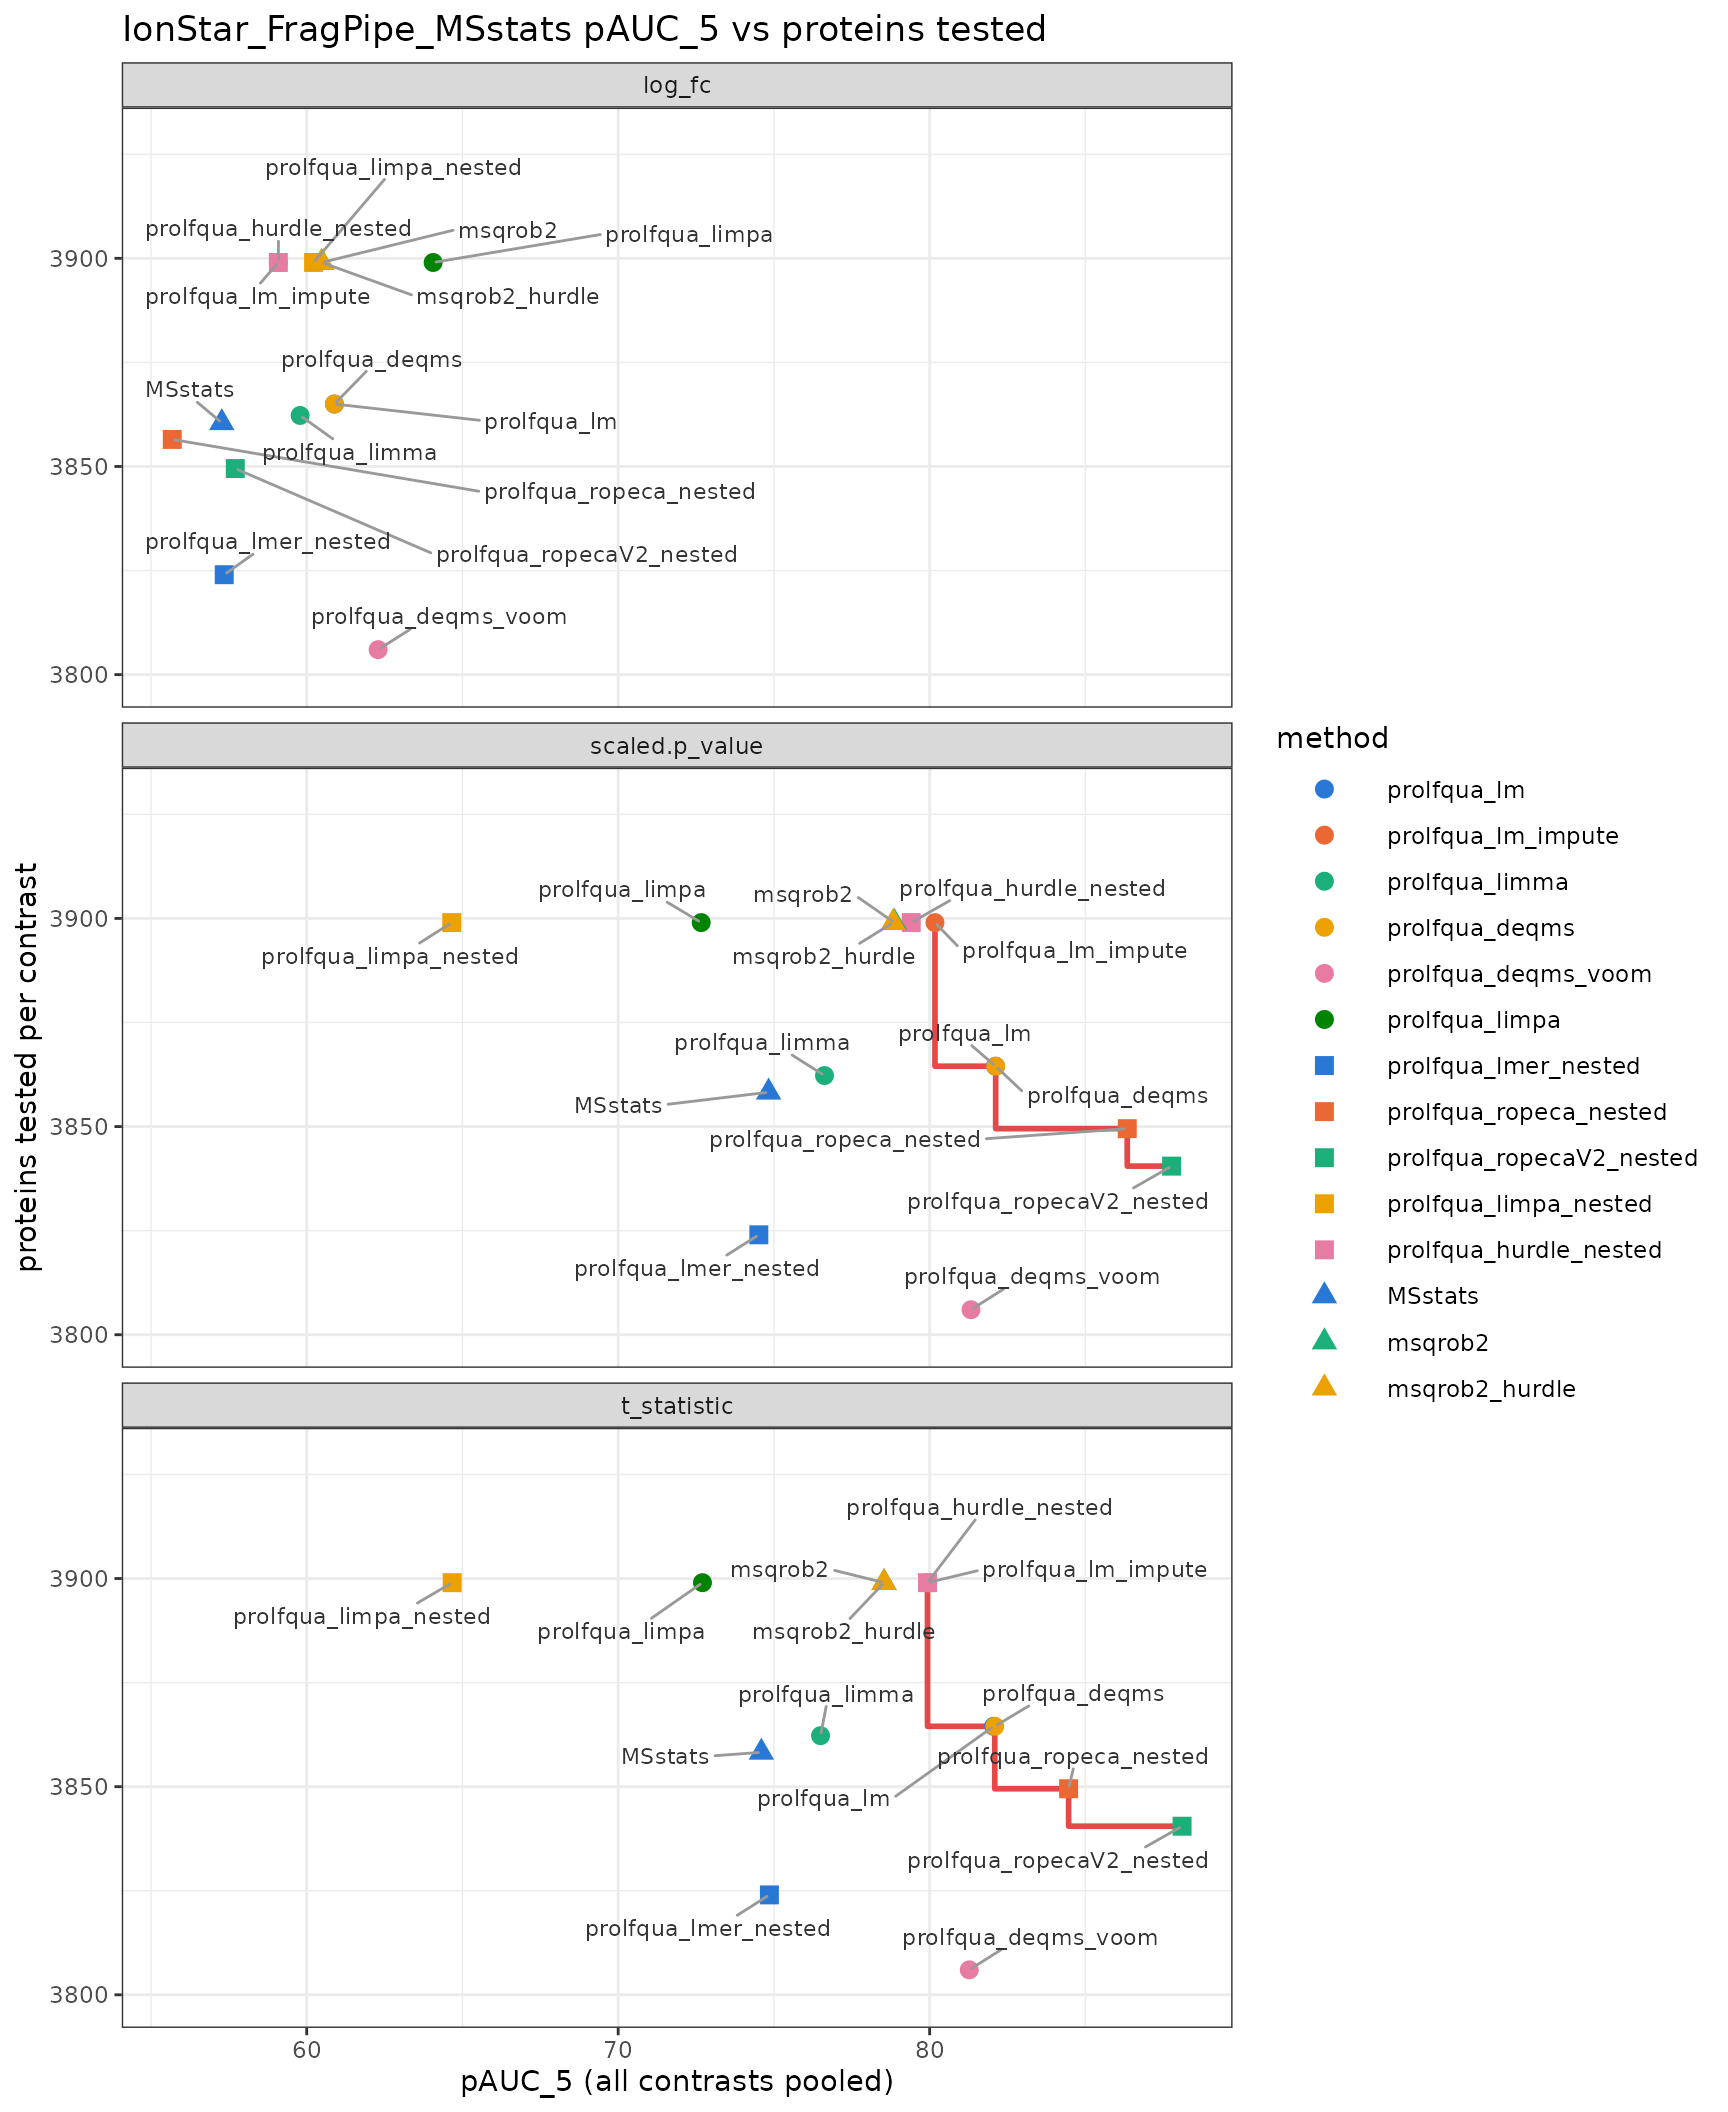 IonStar_FragPipe_MSstats pAUC_5 vs proteins tested
log_fc
prolfqua_limpa_nested
prolfqua_hurdle_nested
msqrob2
prolfqua_limpa
3900
prolfqua_lm_impute
msqrob2_hurdle
prolfqua_deqms
MSstats
prolfqua_lm
prolfqua_limma
3850
prolfqua_ropeca_nested
prolfqua_lmer_nested
prolfqua_ropecaV2_nested
prolfqua_deqms_voom
3800
scaled.p_value
prolfqua_limpa
msqrob2
prolfqua_hurdle_nested
3900
prolfqua_limpa_nested
msqrob2_hurdle
prolfqua_lm_impute
prolfqua_lm
prolfqua_limma
prolfqua_deqms
MSstats
3850
prolfqua_ropeca_nested
prolfqua_ropecaV2_nested
prolfqua_lmer_nested
prolfqua_deqms_voom
3800
t_statistic
prolfqua_hurdle_nested
msqrob2
prolfqua_lm_impute
3900
prolfqua_limpa_nested
prolfqua_limpa
msqrob2_hurdle
prolfqua_limma
prolfqua_deqms
MSstats
prolfqua_ropeca_nested
3850
prolfqua_lm
prolfqua_ropecaV2_nested
prolfqua_lmer_nested
prolfqua_deqms_voom
3800
60
70
80
pAUC_5 (all contrasts pooled)
proteins tested per contrast
method
prolfqua_lm
prolfqua_lm_impute
prolfqua_limma
prolfqua_deqms
prolfqua_deqms_voom
prolfqua_limpa
prolfqua_lmer_nested
prolfqua_ropeca_nested
prolfqua_ropecaV2_nested
prolfqua_limpa_nested
prolfqua_hurdle_nested
MSstats
msqrob2
msqrob2_hurdle